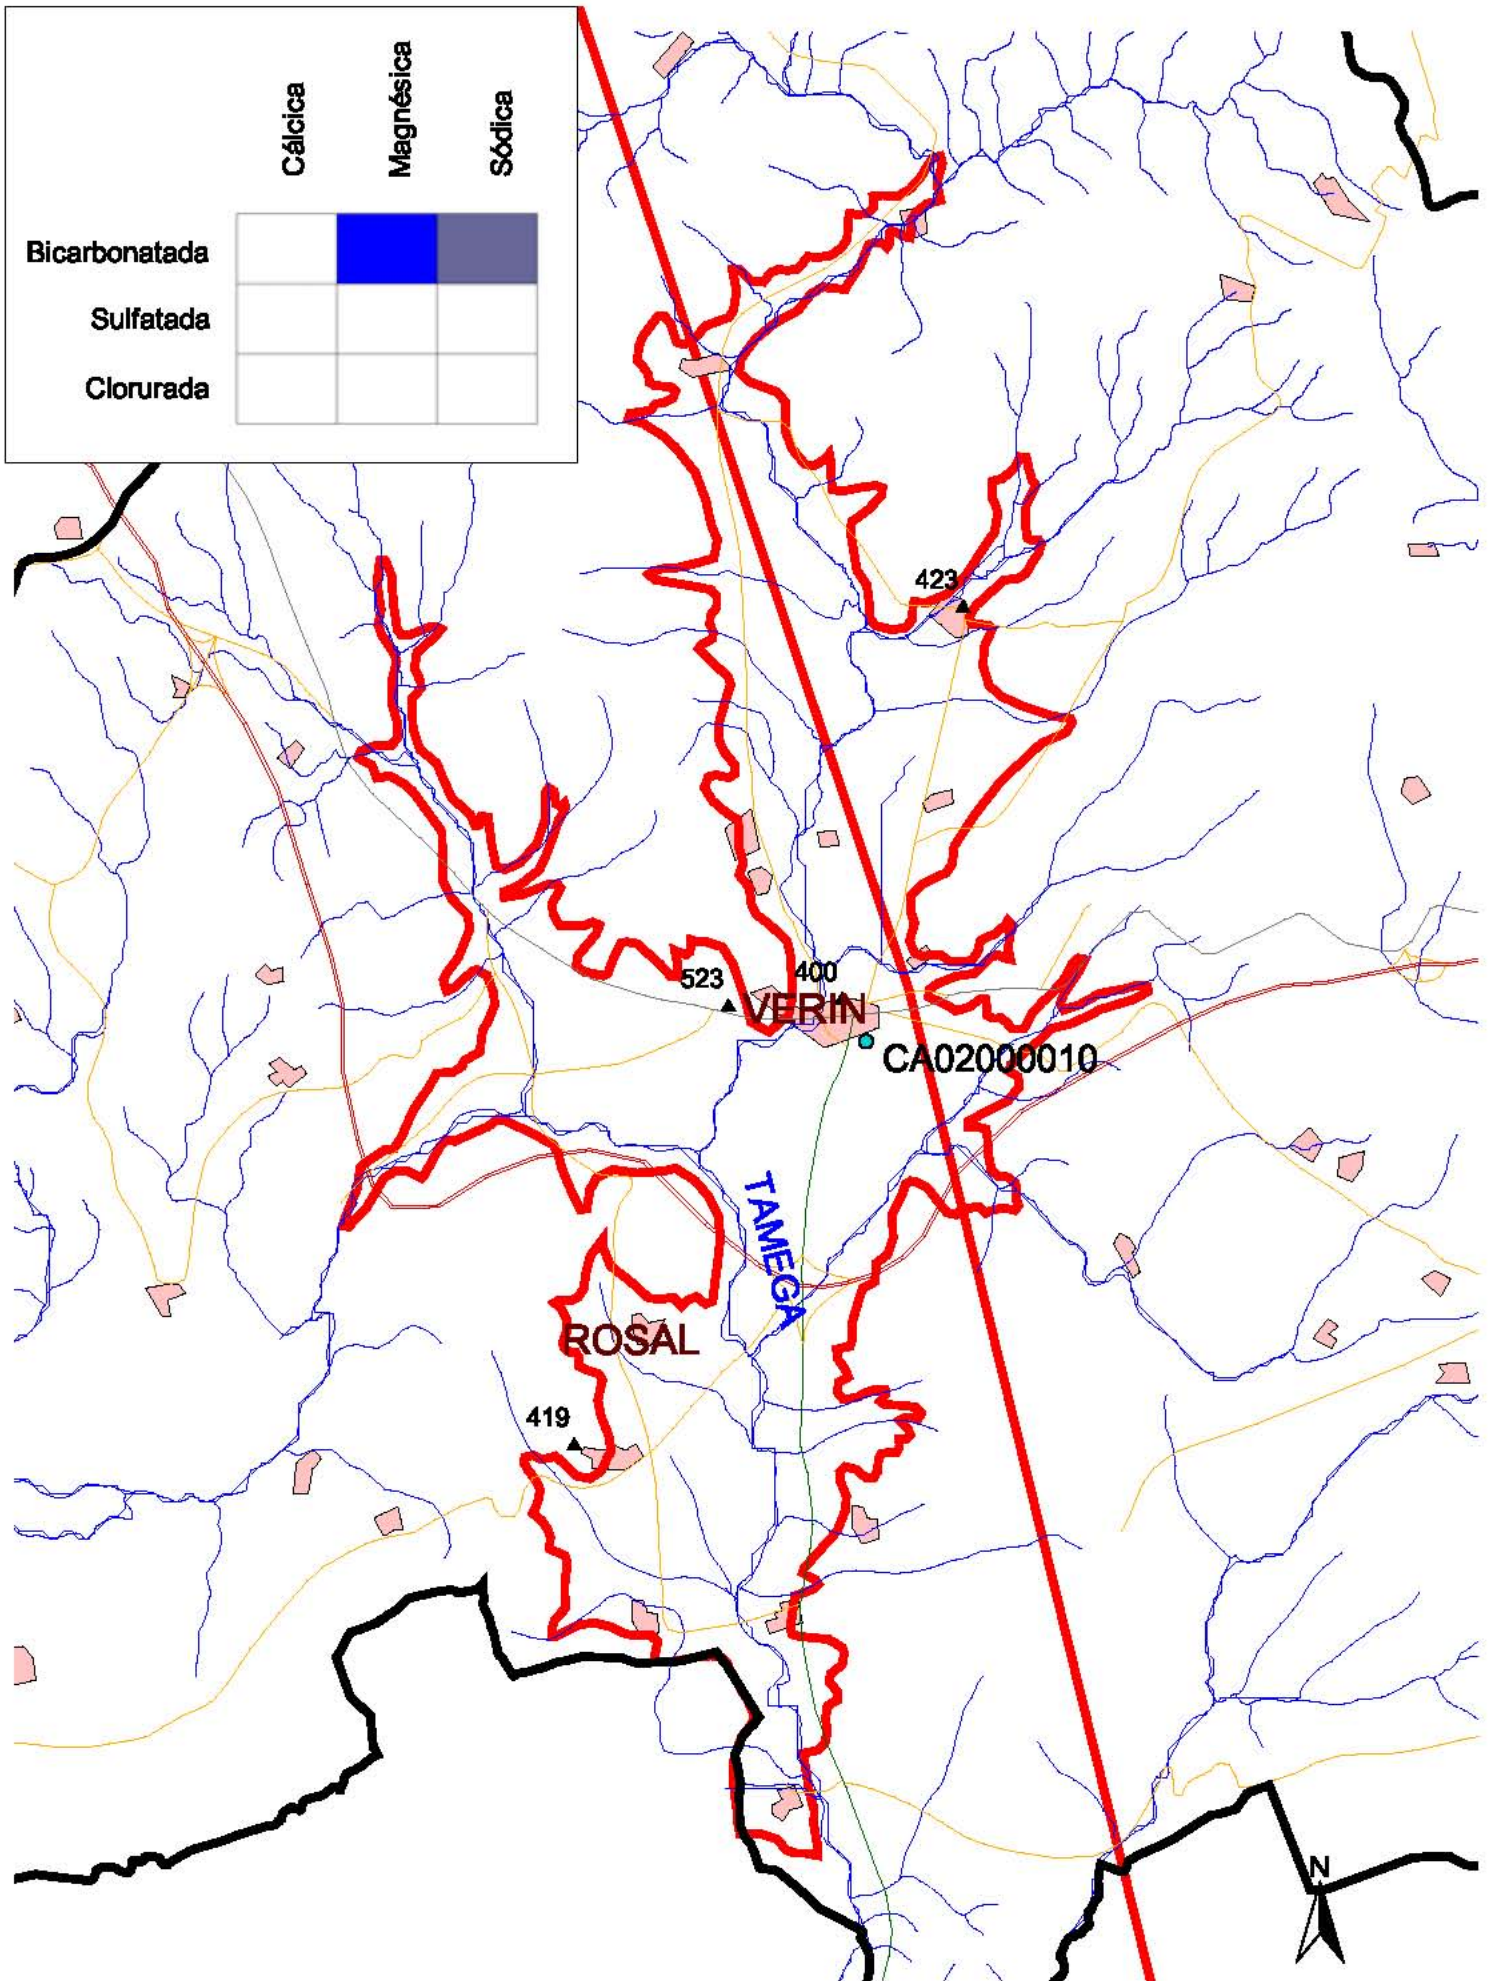 Cálcica
Magnésica
Sódica
Bicarbonatada
Sulfatada
Clorurada
423
523
400
VERIN
CA02000010
TAMEGA
ROSAL
419
N